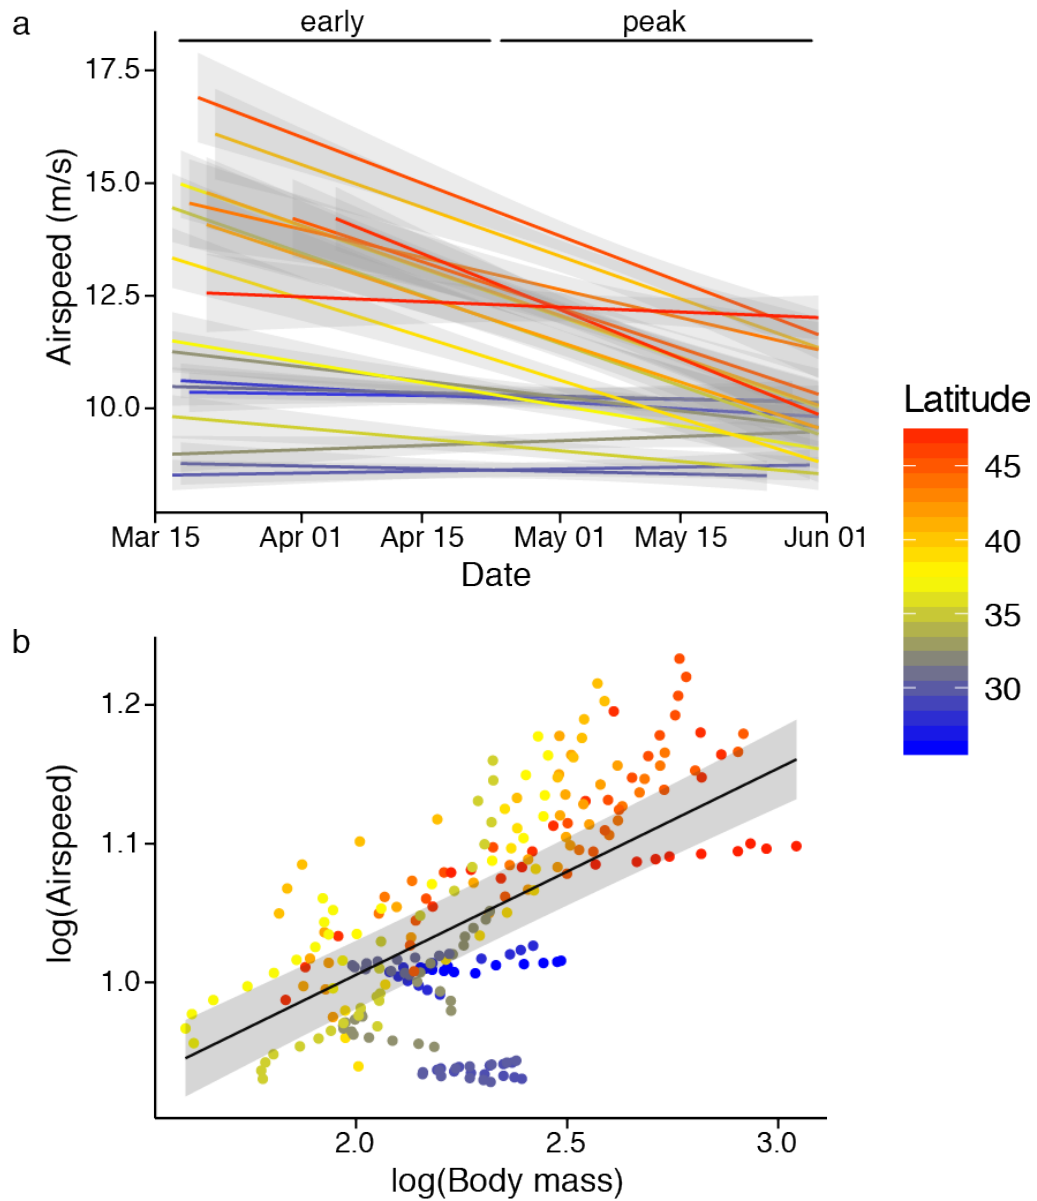 a
early peak
17.5
15.0
12.5
10.0
Airspeed (m/s)
Mar 15 Apr 01 Apr 15 May 01 May 15 Jun 01
Date
Latitude
45
40
35
30
b
1.2
1.1
1.0
log(Airspeed)
2.0 2.5 3.0
log(Body mass)